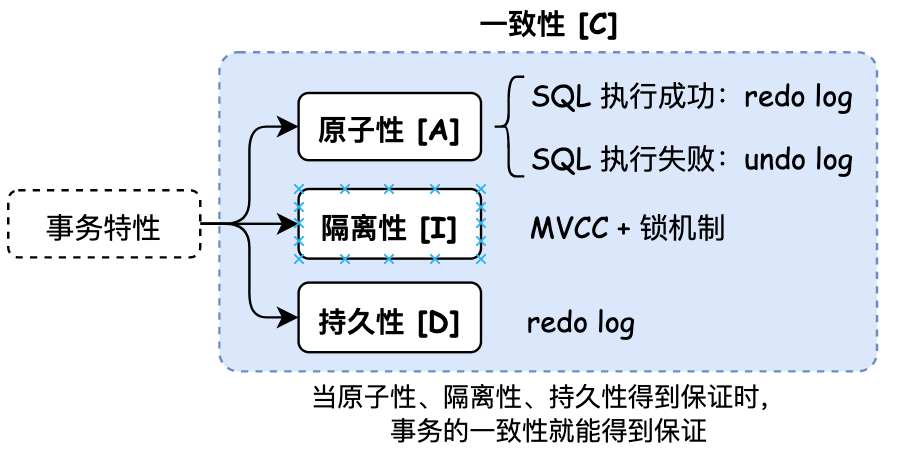 一致性 [C]
原子性 [A]
SQL 执行成功：redo log
SQL 执行失败：undo log
事务特性
隔离性 [I]
MVCC + 锁机制
持久性 [D]
redo log
当原子性、隔离性、持久性得到保证时，
事务的一致性就能得到保证